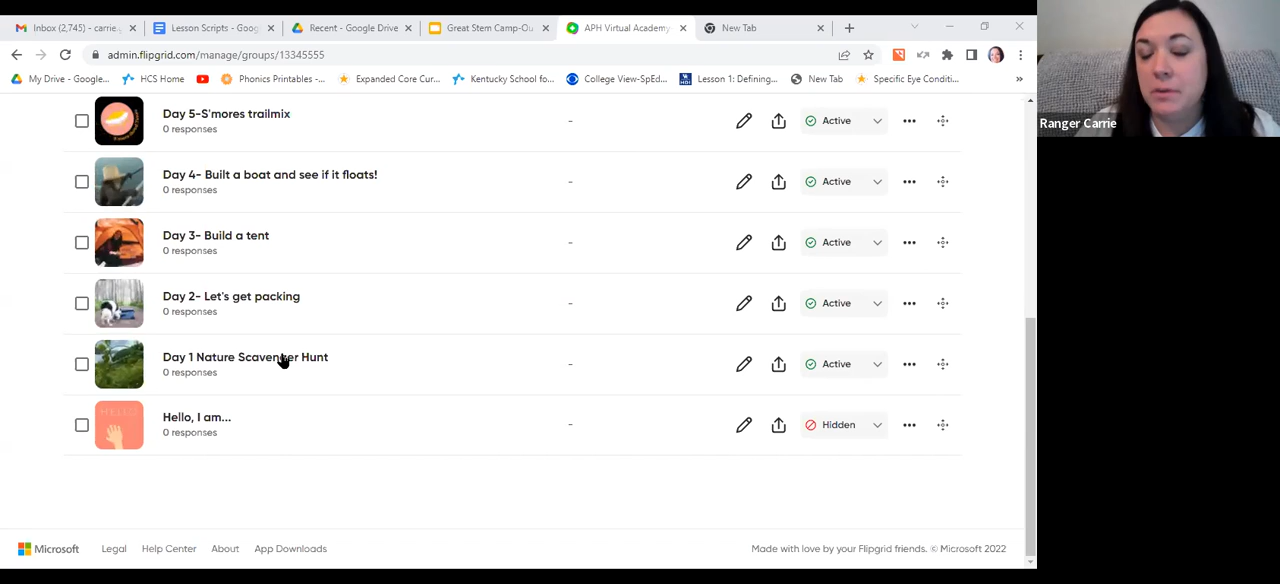 Inbox (2,745) - carrie.
Lesson Scripts - Goog
Recent - Google Drive
Great Stem Camp-Ou
APH Virtual Academy
New Tab
admin.flipgrid.com/manage/groups/13345555
My Drive - Google...
HCS Home
Phonics Printables -...
Expanded Core Cur...
Kentucky School fo...
College View-SpEd...
Lesson 1: Defining...
New Tab
Specific Eye Conditi...
»
Ranger Carrie
Day 5-S'mores trailmix
0 responses
-
Active
Day 4- Built a boat and see if it floats!
0 responses
-
Active
Day 3- Build a tent
0 responses
-
Active
Day 2- Let's get packing
0 responses
-
Active
Day 1 Nature Scavenger Hunt
0 responses
-
Active
HELLO
Hello, I am...
0 responses
-
Hidden
Microsoft
Legal
Help Center
About
App Downloads
Made with love by your Flipgrid friends. © Microsoft 2022